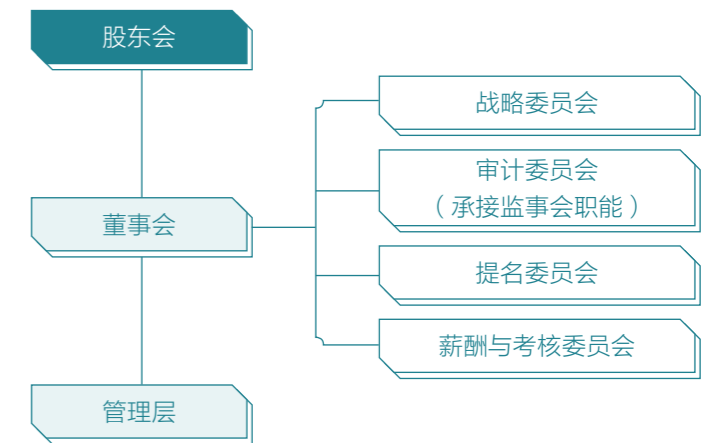 股东会
战略委员会
审计委员会
（承接监事会职能）
董事会
提名委员会
薪酬与考核委员会
管理层